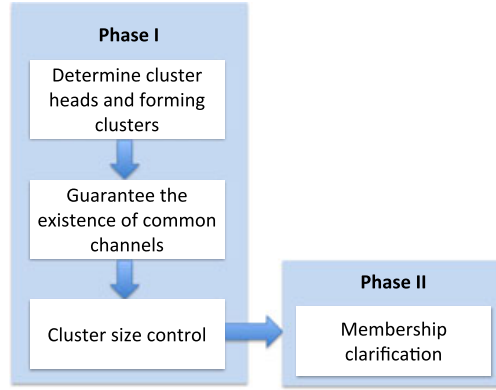 Phase I
Determine cluster
heads and forming
clusters
Guarantee the
existence of common
channels
Cluster size control
Phase II
Membership
clarification